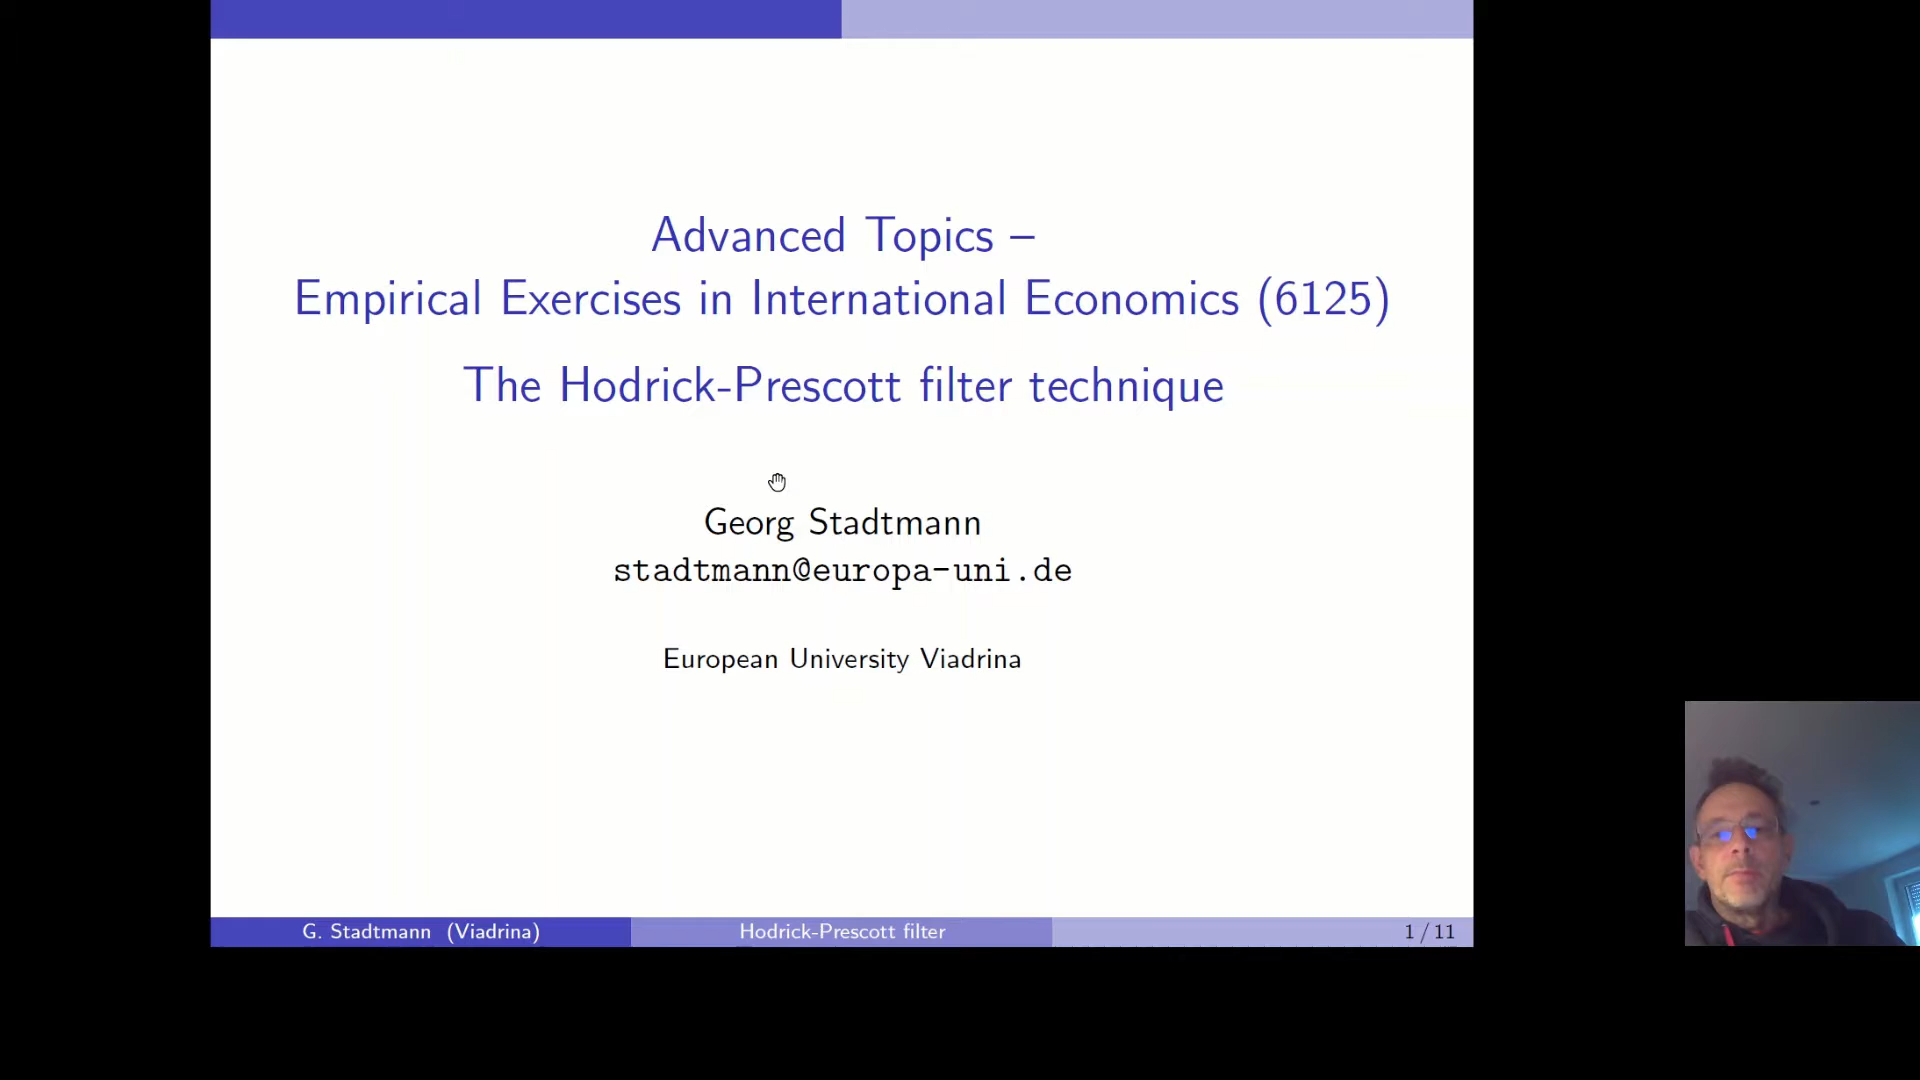 Advanced Topics –
Empirical Exercises in International Economics (6125)
The Hodrick-Prescott filter technique
Georg Stadtmann
stadtmann@europa-uni.de
European University Viadrina
G. Stadtmann (Viadrina) Hodrick-Prescott filter 1 / 11